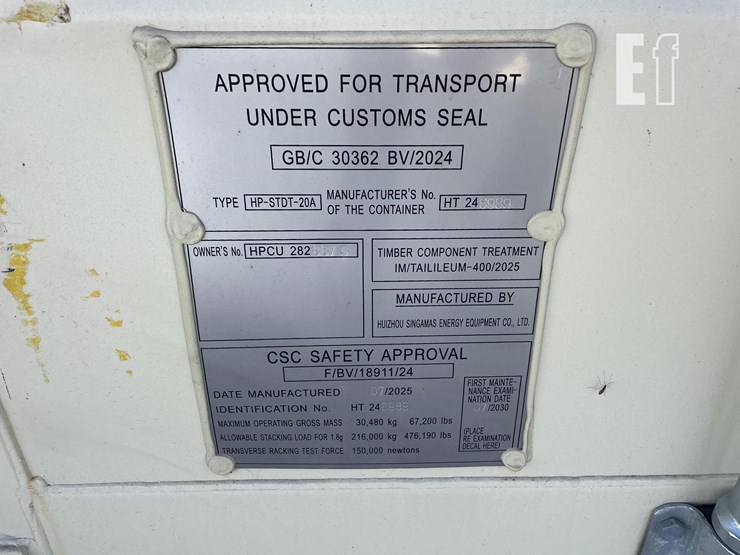 Ef
APPROVED FOR TRANSPORT
UNDER CUSTOMS SEAL
GB/C 30362 BV/2024
TYPE HP-STDT-20A MANUFACTURER'S No.
OF THE CONTAINER HT 24
OWNER'S No. HPCU 282
TIMBER COMPONENT TREATMENT
IM/TAILILEUM-400/2025
MANUFACTURED BY
HUIZHOU SINGAMAS ENERGY EQUIPMENT CO., LTD.
CSC SAFETY APPROVAL
F/BV/18911/24
DATE MANUFACTURED 07/2025
IDENTIFICATION No. HT 24
MAXIMUM OPERATING GROSS MASS 30,480 kg 67,200 lbs
ALLOWABLE STACKING LOAD FOR 1.8g 216,000 kg 476,190 lbs
TRANSVERSE RACKING TEST FORCE 150,000 newtons
FIRST MAINTE-
NANCE EXAMI-
NATION DATE
07/2030
(PLACE
RE EXAMINATION
DECAL HERE)